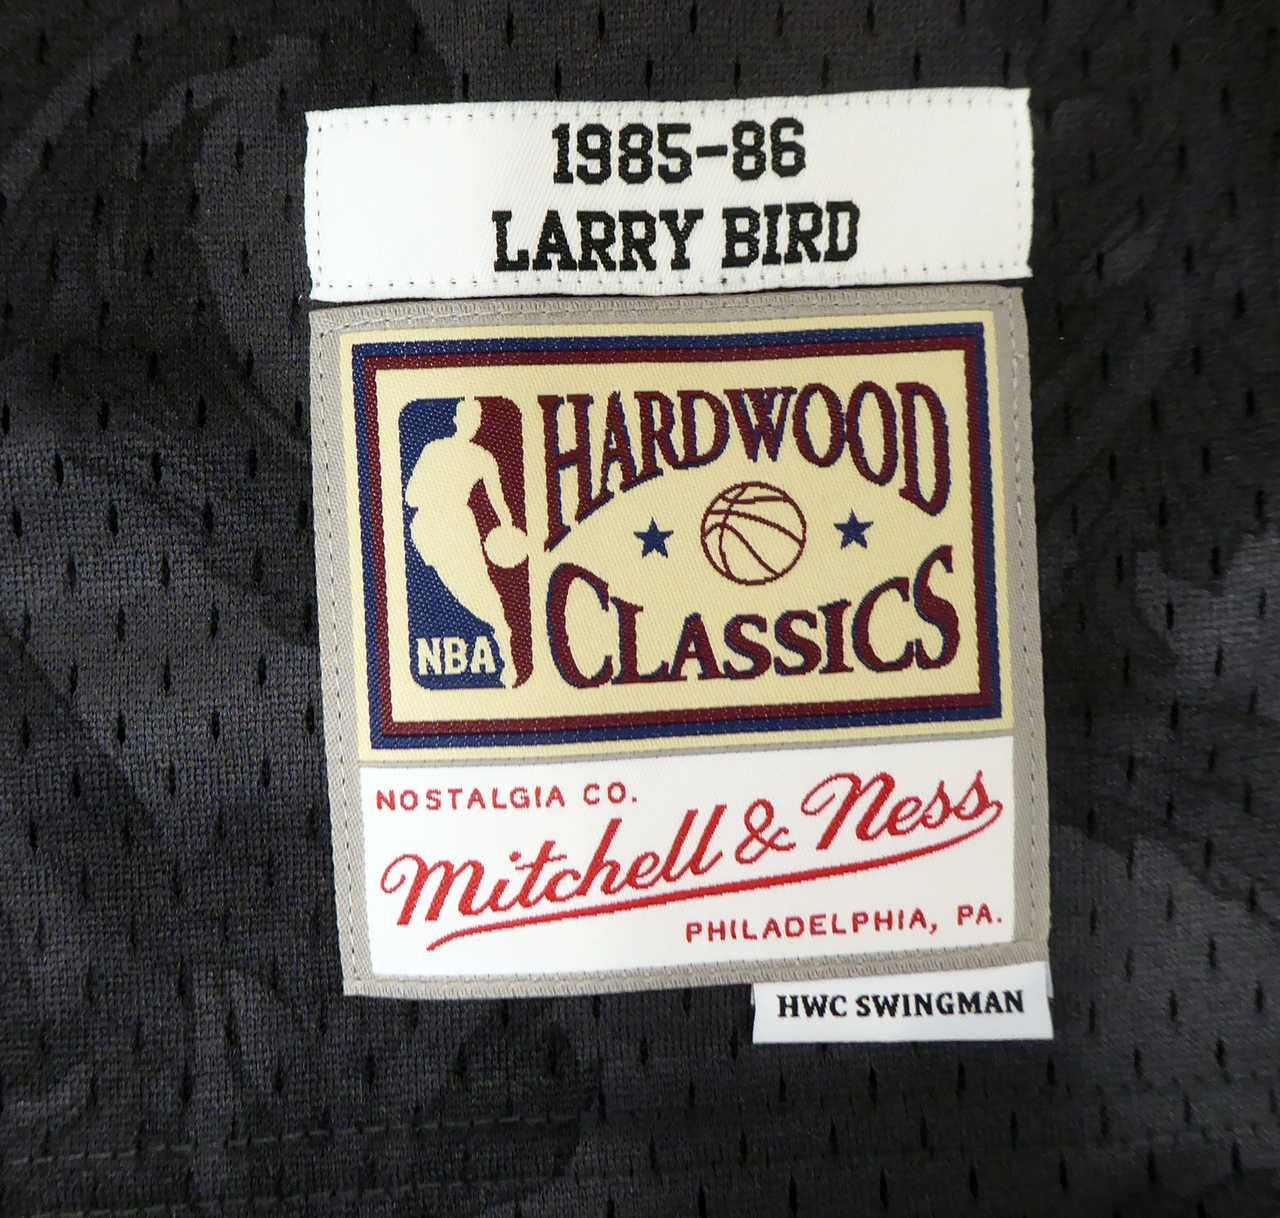 1985-86
LARRY BIRD
HARDWOOD
CLASSICS
NBA
NOSTALGIA CO.
Mitchell & Ness
PHILADELPHIA, PA.
HWC SWINGMAN